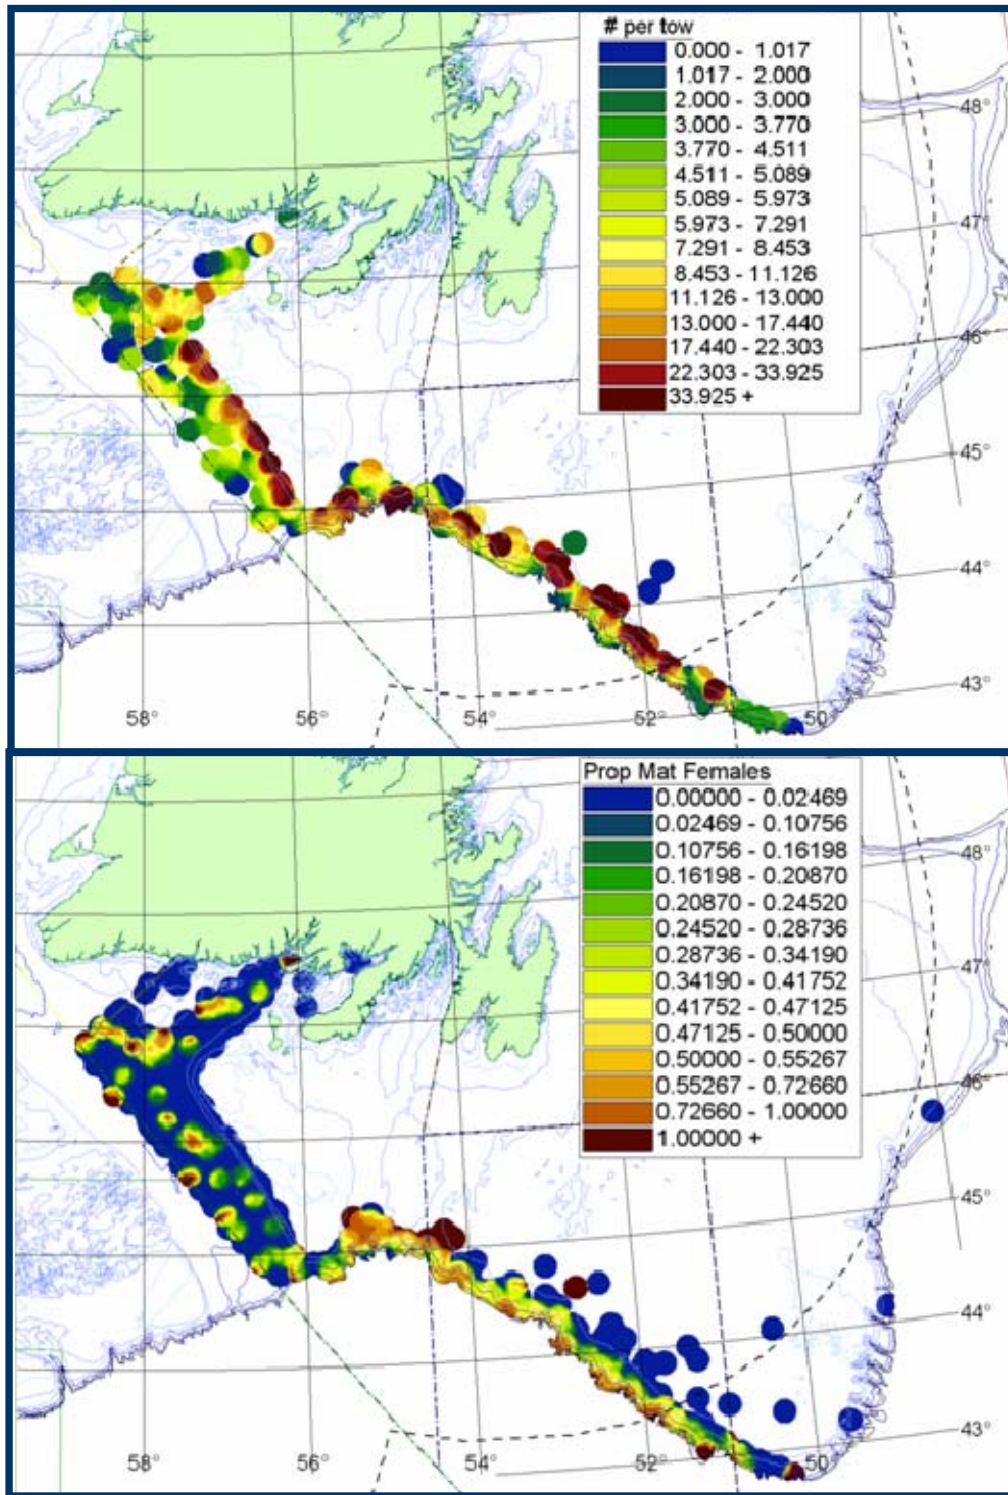 # per tow
0.000 - 1.017
1.017 - 2.000
2.000 - 3.000
3.000 - 3.770
3.770 - 4.511
4.511 - 5.089
5.089 - 5.973
5.973 - 7.291
7.291 - 8.453
8.453 - 11.126
11.126 - 13.000
13.000 - 17.440
17.440 - 22.303
22.303 - 33.925
33.925 +
48°
47°
46°
45°
44°
43°
58°
56°
54°
52°
50
Prop Mat Females
0.00000 - 0.02469
0.02469 - 0.10756
0.10756 - 0.16198
0.16198 - 0.20870
0.20870 - 0.24520
0.24520 - 0.28736
0.28736 - 0.34190
0.34190 - 0.41752
0.41752 - 0.47125
0.47125 - 0.50000
0.50000 - 0.55267
0.55267 - 0.72660
0.72660 - 1.00000
1.00000 +
48°
47°
46°
45°
44°
43°
58°
56°
54°
52°
50